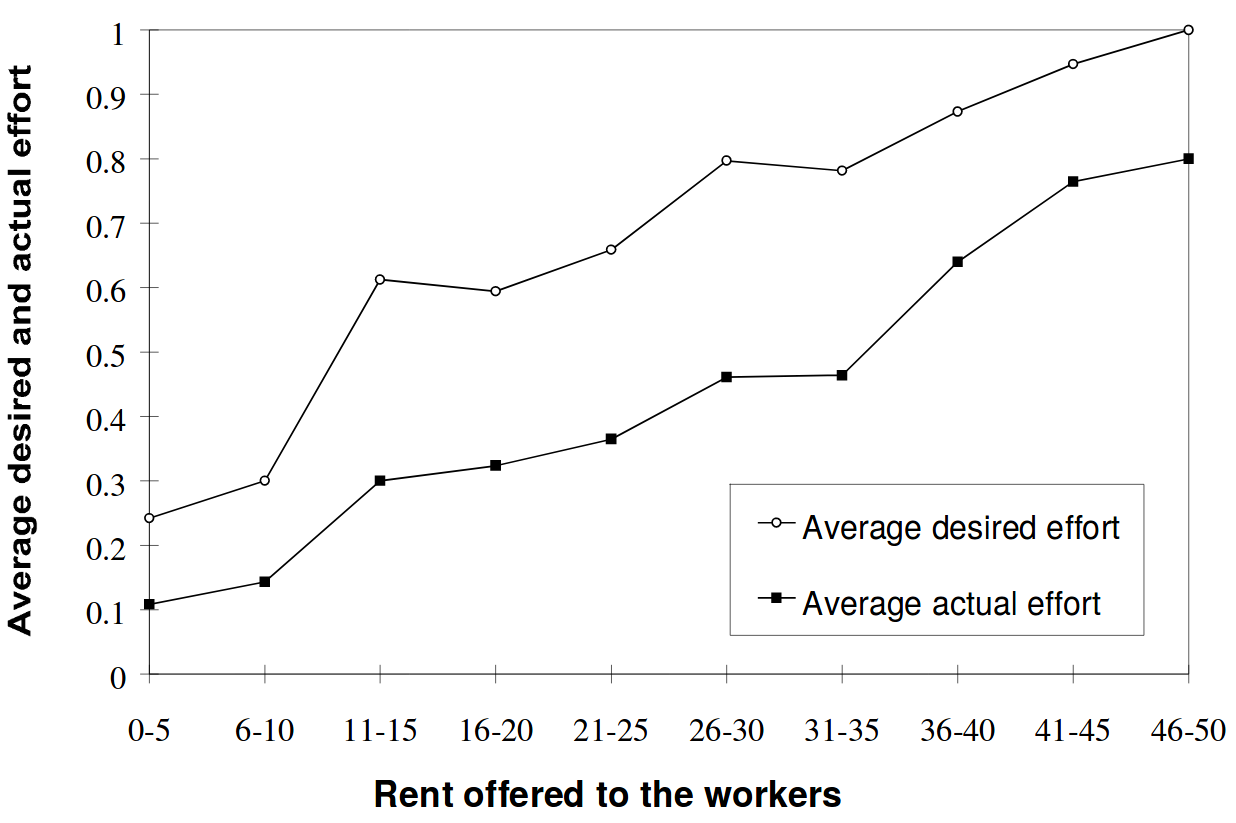 Average desired and actual effort
1
0.9
0.8
0.7
0.6
0.5
0.4
0.3
0.2
0.1
0
Average desired effort
Average actual effort
0-5 6-10 11-15 16-20 21-25 26-30 31-35 36-40 41-45 46-50
Rent offered to the workers